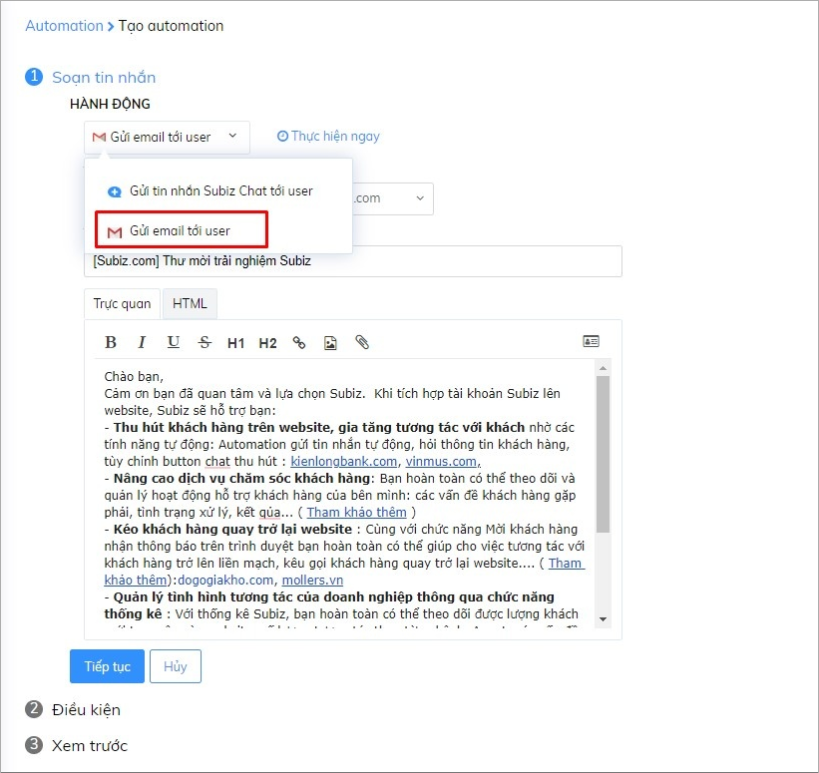 Automation > Tạo automation
1 Soạn tin nhắn
HÀNH ĐỘNG
Gửi email tới user
Thực hiện ngay
Gửi tin nhắn Subiz Chat tới user
.com
Gửi email tới user
[Subiz.com] Thư mời trải nghiệm Subiz
Trực quan HTML
B I U S H1 H2
Chào bạn,
Cảm ơn bạn đã quan tâm và lựa chọn Subiz. Khi tích hợp tài khoản Subiz lên
website, Subiz sẽ hỗ trợ bạn:
- Thu hút khách hàng trên website, gia tăng tương tác với khách nhờ các
tính năng tự động: Automation gửi tin nhắn tự động, hỏi thông tin khách hàng,
tùy chỉnh button chat thu hút : kienlongbank.com, vinmus.com,
- Nâng cao dịch vụ chăm sóc khách hàng: Bạn hoàn toàn có thể theo dõi và
quản lý hoạt động hỗ trợ khách hàng của bên mình: các vấn đề khách hàng gặp
phải, tình trạng xử lý, kết qủa... ( Tham khảo thêm )
- Kéo khách hàng quay trở lại website : Cùng với chức năng Mời khách hàng
nhận thông báo trên trình duyệt bạn hoàn toàn có thể giúp cho việc tương tác với
khách hàng trở lên liền mạch, kêu gọi khách hàng quay trở lại website.... ( Tham
khảo thêm):dogogiakho.com, mollers.vn
- Quản lý tình hình tương tác của doanh nghiệp thông qua chức năng
thống kê : Với thống kê Subiz, bạn hoàn toàn có thể theo dõi được lượng khách
Tiếp tục Hủy
2 Điều kiện
3 Xem trước